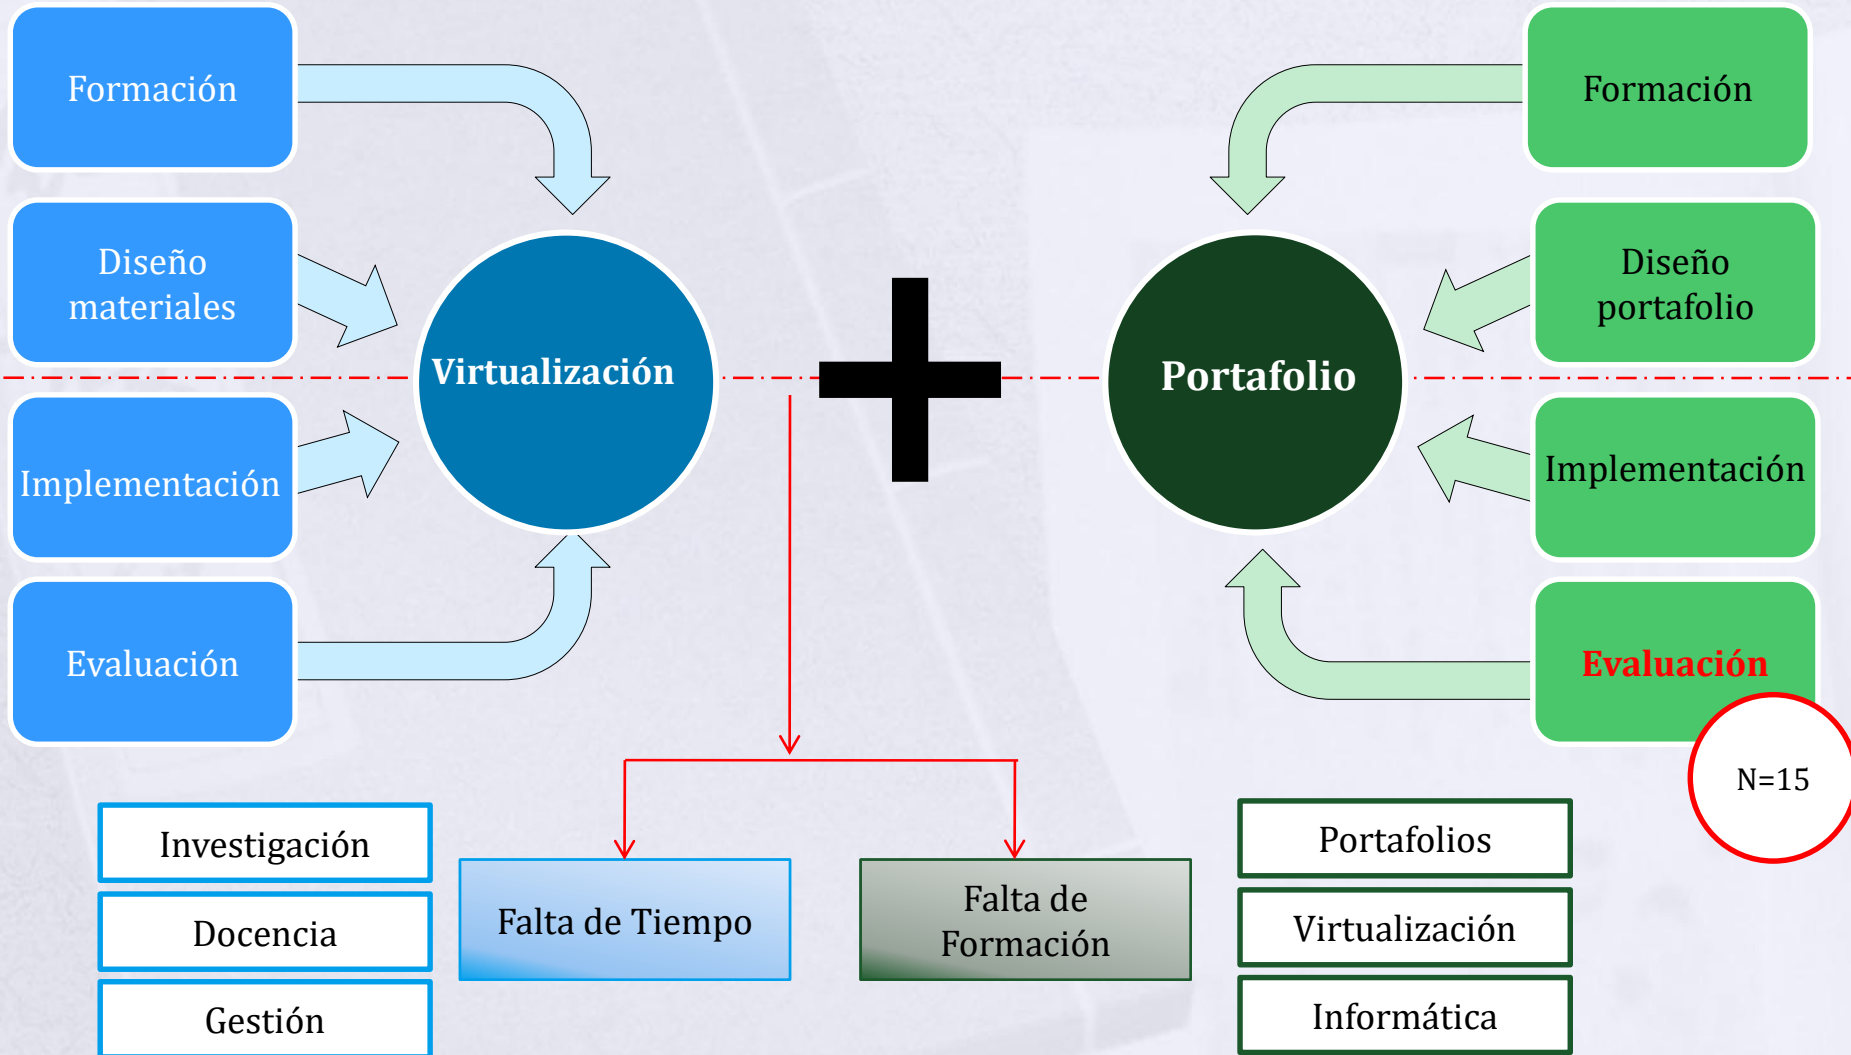 Formación
Diseño
materiales
Implementación
Evaluación
Virtualización
Portafolio
Formación
Diseño
portafolio
Implementación
Evaluación
N=15
Investigación
Docencia
Gestión
Falta de Tiempo
Falta de
Formación
Portafolios
Virtualización
Informática